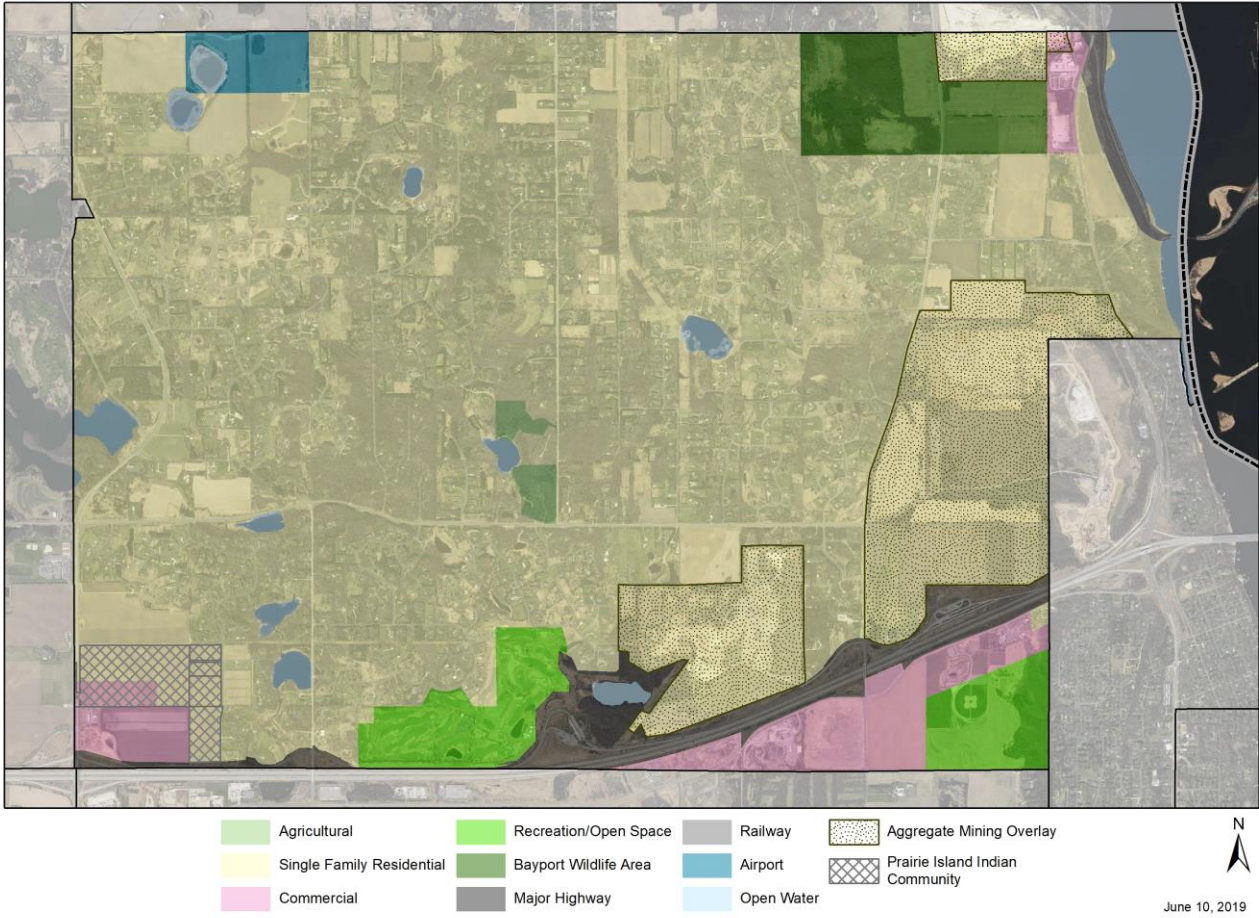 Agricultural
Single Family Residential
Commercial
Recreation/Open Space
Bayport Wildlife Area
Major Highway
Railway
Airport
Open Water
Aggregate Mining Overlay
Prairie Island Indian
Community
N
June 10, 2019